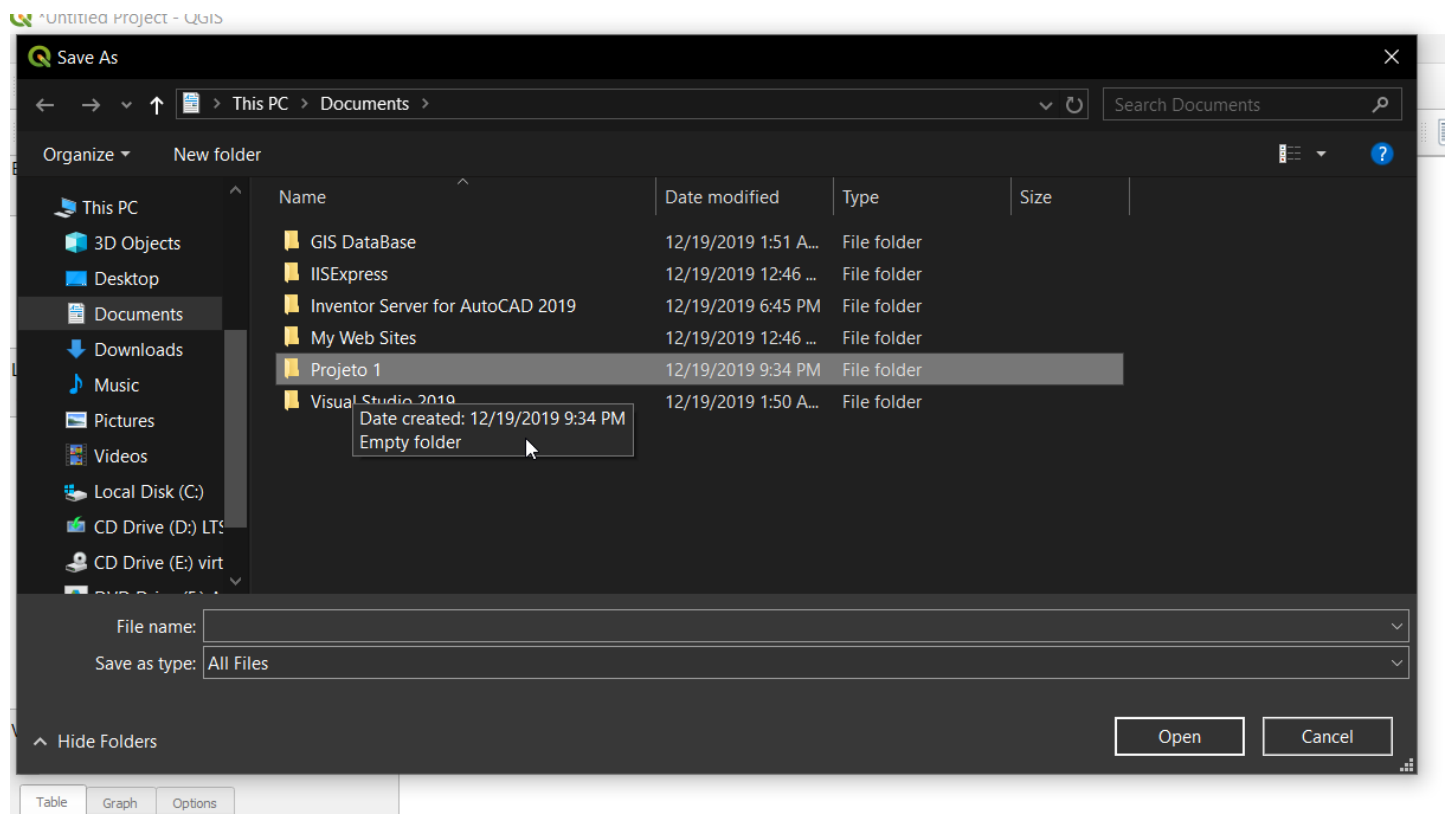 *Untitled Project - QGIS
Save As
This PC > Documents >
Search Documents
Organize
New folder
Name
Date modified
Type
Size
This PC
3D Objects
Desktop
Documents
Downloads
Music
Pictures
Videos
Local Disk (C:)
CD Drive (D:) LTS
CD Drive (E:) virt
GIS DataBase 12/19/2019 1:51 A... File folder
IISExpress 12/19/2019 12:46 ... File folder
Inventor Server for AutoCAD 2019 12/19/2019 6:45 PM File folder
My Web Sites 12/19/2019 12:46 ... File folder
Projeto 1 12/19/2019 9:34 PM File folder
Visual Studio 2019 12/19/2019 1:50 A... File folder
Date created: 12/19/2019 9:34 PM
Empty folder
File name:
Save as type: All Files
Hide Folders
Open
Cancel
Table
Graph
Options